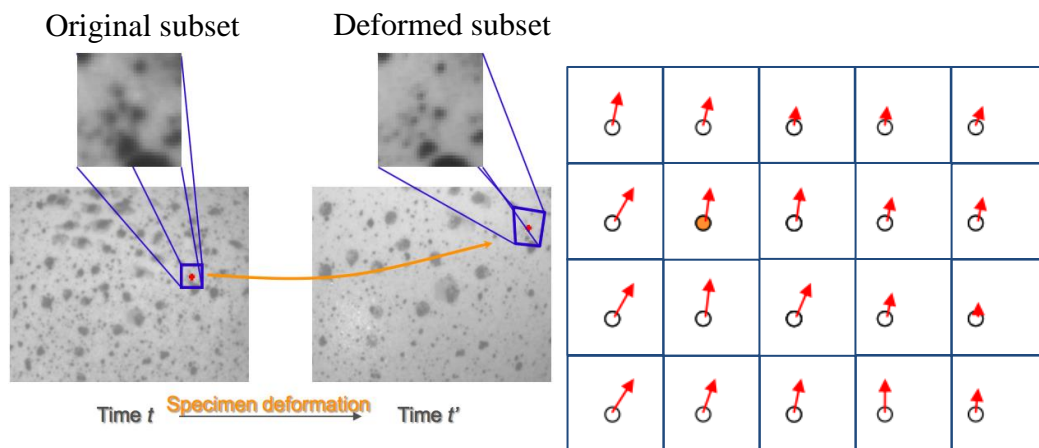 Original subset
Deformed subset
Time t
Specimen deformation
Time t'